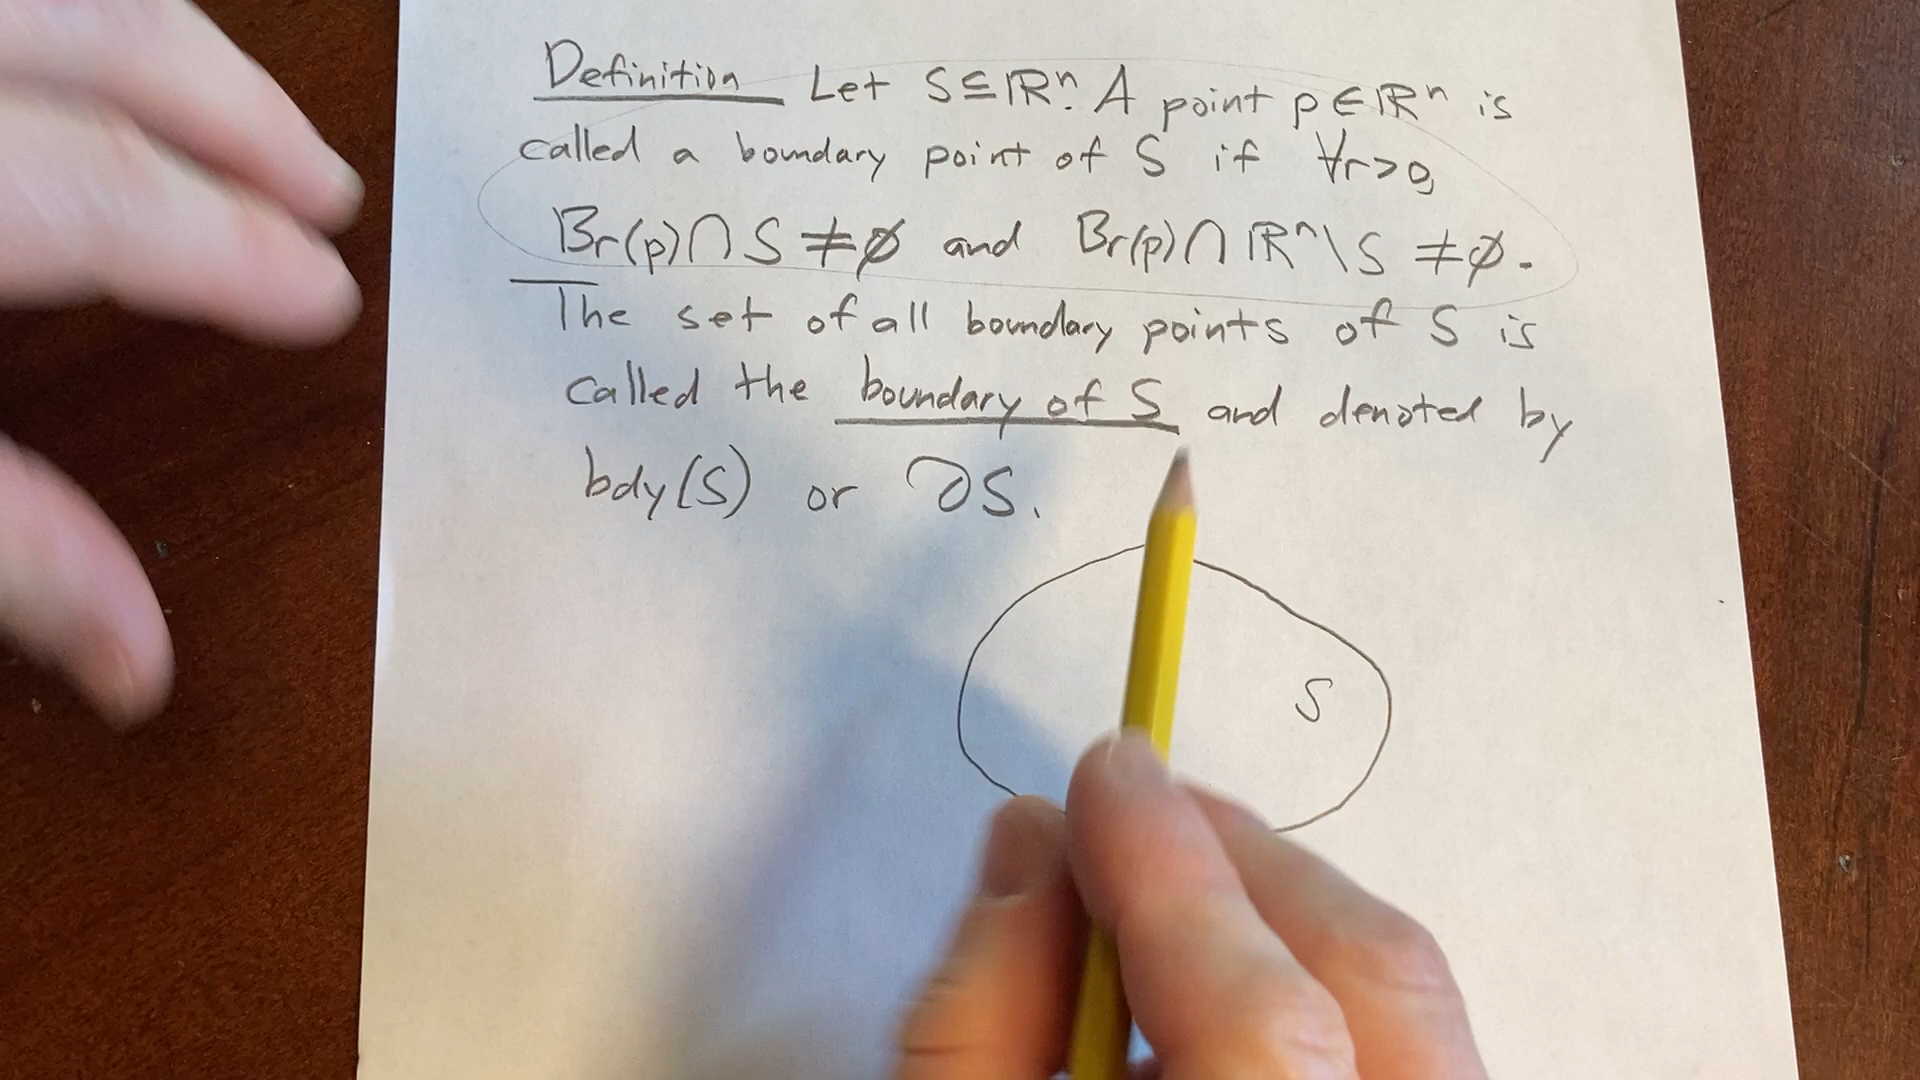 Definition Let S⊆ℝⁿ. A point p∈ℝⁿ is
called a boundary point of S if ∀r>0,
Br(p)∩S≠∅ and Br(p)∩ℝⁿ\S≠∅.
The set of all boundary points of S is
called the boundary of S and denoted by
bdy(S) or ∂S.
S